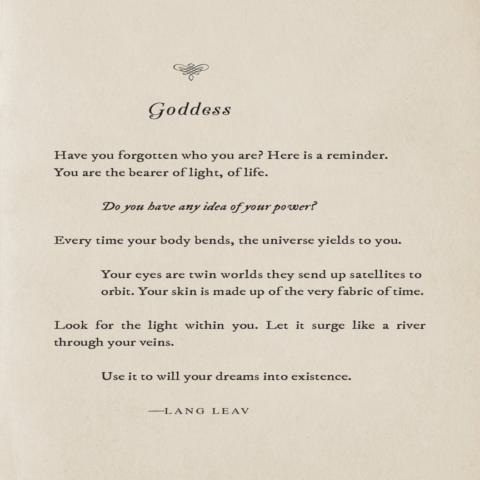 Goddess
Have you forgotten who you are? Here is a reminder.
You are the bearer of light, of life.
Do you have any idea of your power?
Every time your body bends, the universe yields to you.
Your eyes are twin worlds they send up satellites to
orbit. Your skin is made up of the very fabric of time.
Look for the light within you. Let it surge like a river
through your veins.
Use it to will your dreams into existence.
—LANG LEAV